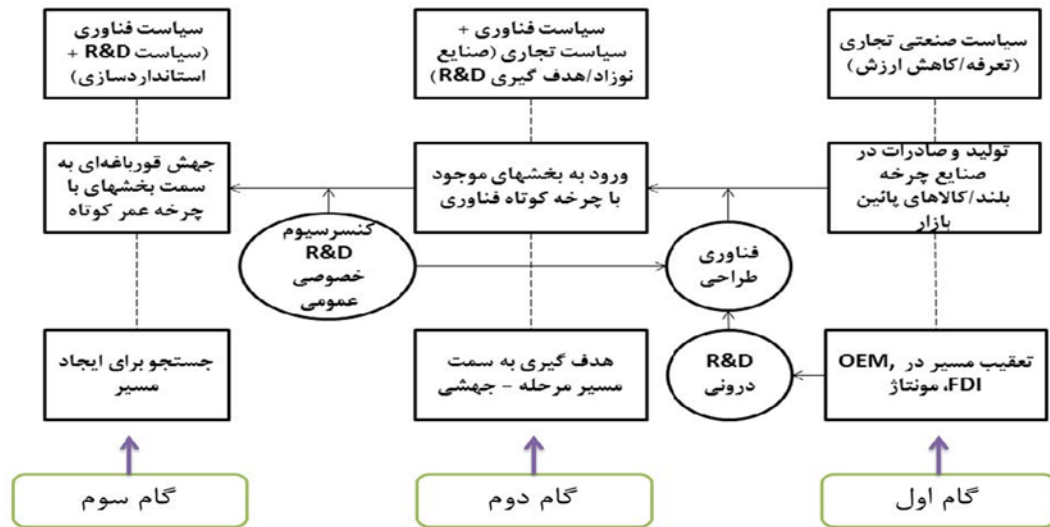 سیاست صنعتی تجاری
(تعرفه/کاهش ارزش)
سیاست فناوری +
سیاست تجاری (صنایع
نوزاد/هدف گیری R&D)
سیاست فناوری
(سیاست R&D +
استانداردسازی)
تولید و صادرات در
صنایع چرخه
بلند/کالاهای پائین
بازار
ورود به بخشهای موجود
با چرخه کوتاه فناوری
جهش قورباغه‌ای به
سمت بخشهای با
چرخه عمر کوتاه
فناوری
طراحی
کنسرسیوم
R&D
خصوصی
عمومی
تعقیب مسیر در OEM,
FDI، مونتاژ
R&D
درونی
هدف گیری به سمت
مسیر مرحله - جهشی
جستجو برای ایجاد
مسیر
گام اول
گام دوم
گام سوم